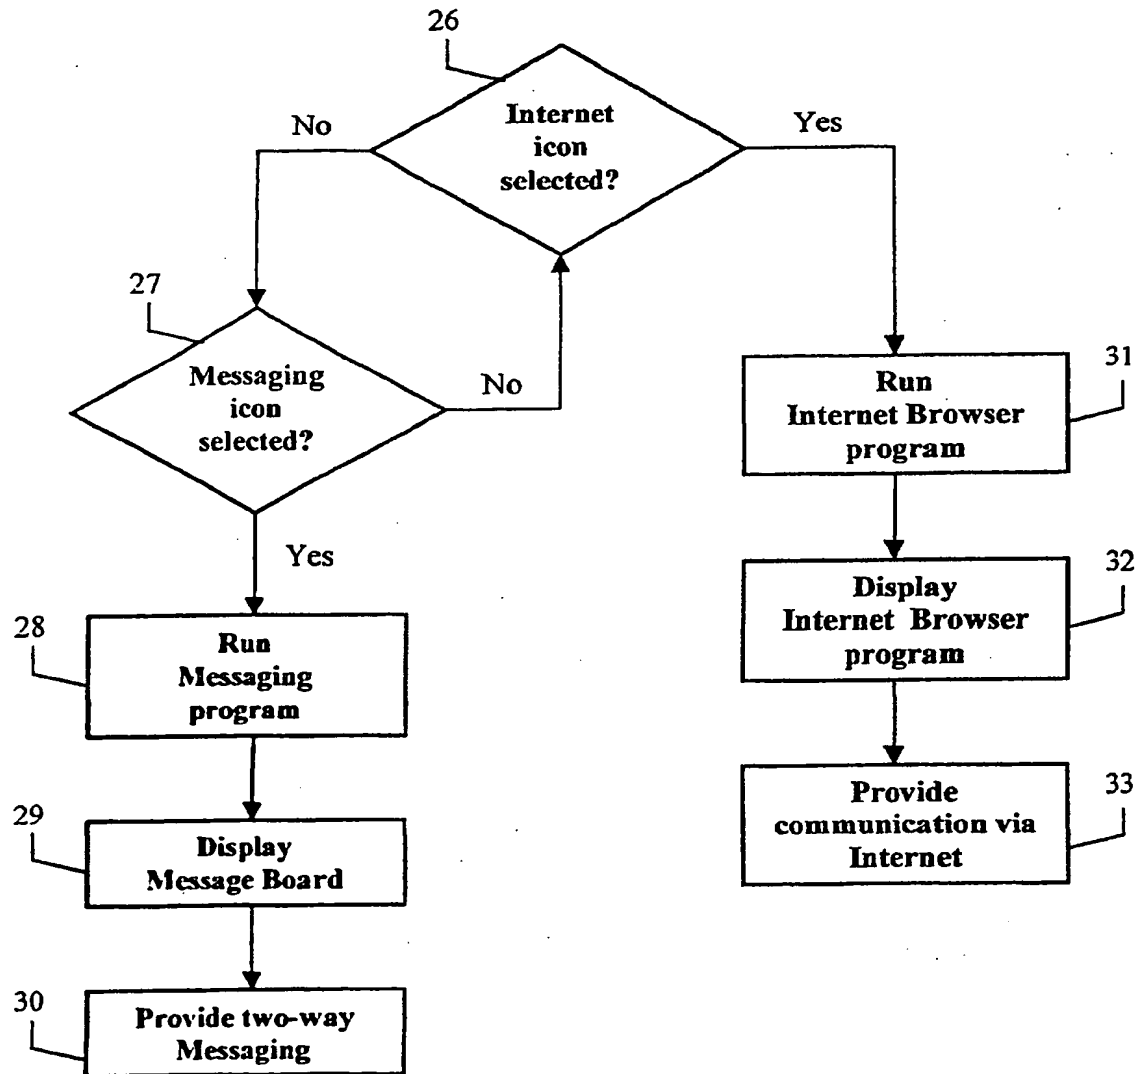 26
Internet
icon
selected?
No
Yes
27
Messaging
icon
selected?
No
Yes
31
Run
Internet Browser
program
32
Display
Internet Browser
program
28
Run
Messaging
program
33
Provide
communication via
Internet
29
Display
Message Board
30
Provide two-way
Messaging